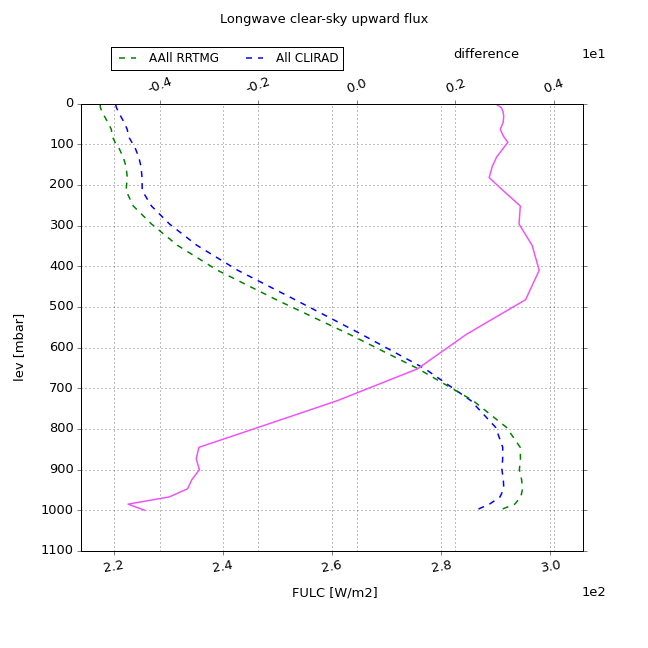 Longwave clear-sky upward flux
AAll RRTMG All CLIRAD
difference 1e1
-0.4 -0.2 0.0 0.2 0.4
0
100
200
300
400
500
600
700
800
900
1000
1100
lev [mbar]
2.2 2.4 2.6 2.8 3.0
FULC [W/m2] 1e2